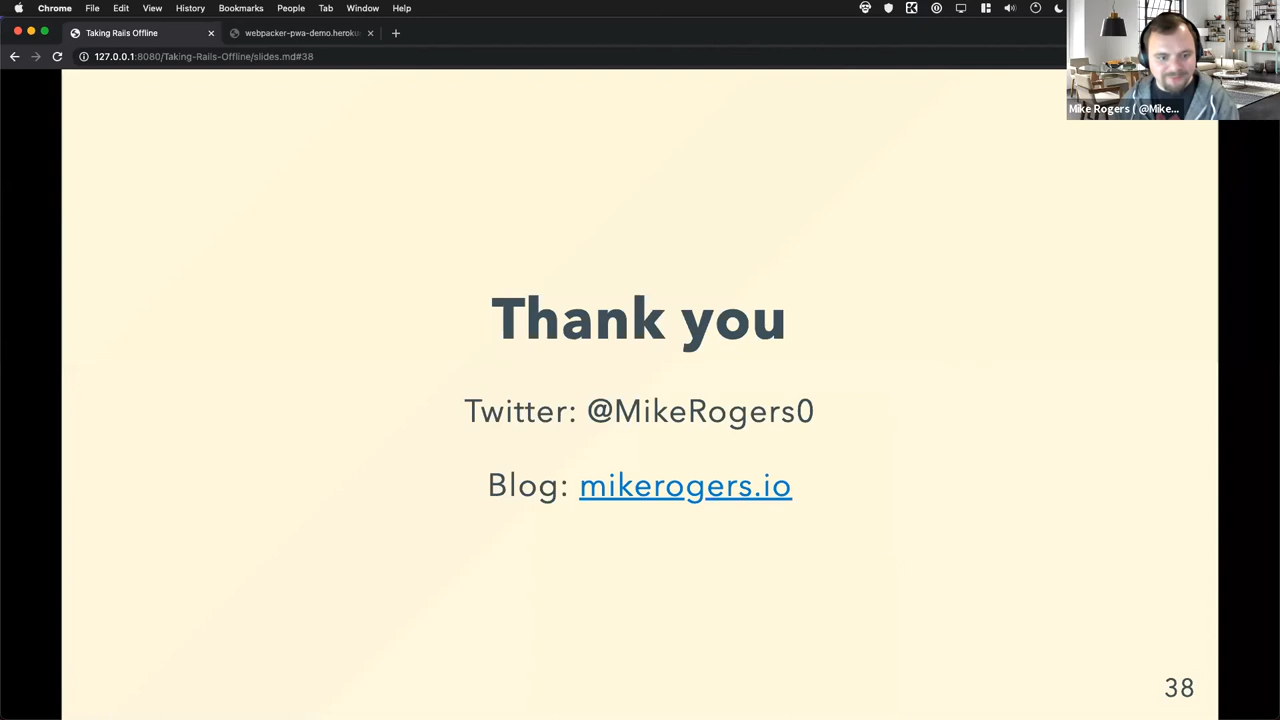 Chrome File Edit View History Bookmarks People Tab Window Help
Taking Rails Offline
webpacker-pwa-demo.heroku
127.0.0.1:8080/Taking-Rails-Offline/slides.md#38
Mike Rogers | @Mike...
Thank you
Twitter: @MikeRogers0
Blog: mikerogers.io
38